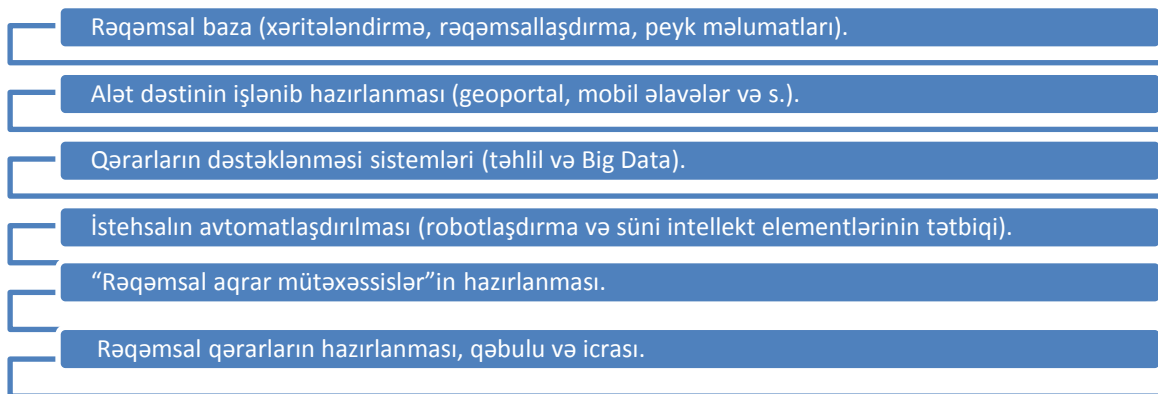 Rəqəmsal baza (xəritələndirmə, rəqəmsallaşdırma, peyk məlumatları).
Alət dəstinin işlənib hazırlanması (geoportal, mobil əlavələr və s.).
Qərarların dəstəklənməsi sistemləri (təhlil və Big Data).
İstehsalın avtomatlaşdırılması (robotlaşdırma və süni intellekt elementlərinin tətbiqi).
“Rəqəmsal aqrar mütəxəssislər”in hazırlanması.
Rəqəmsal qərarların hazırlanması, qəbulu və icrası.